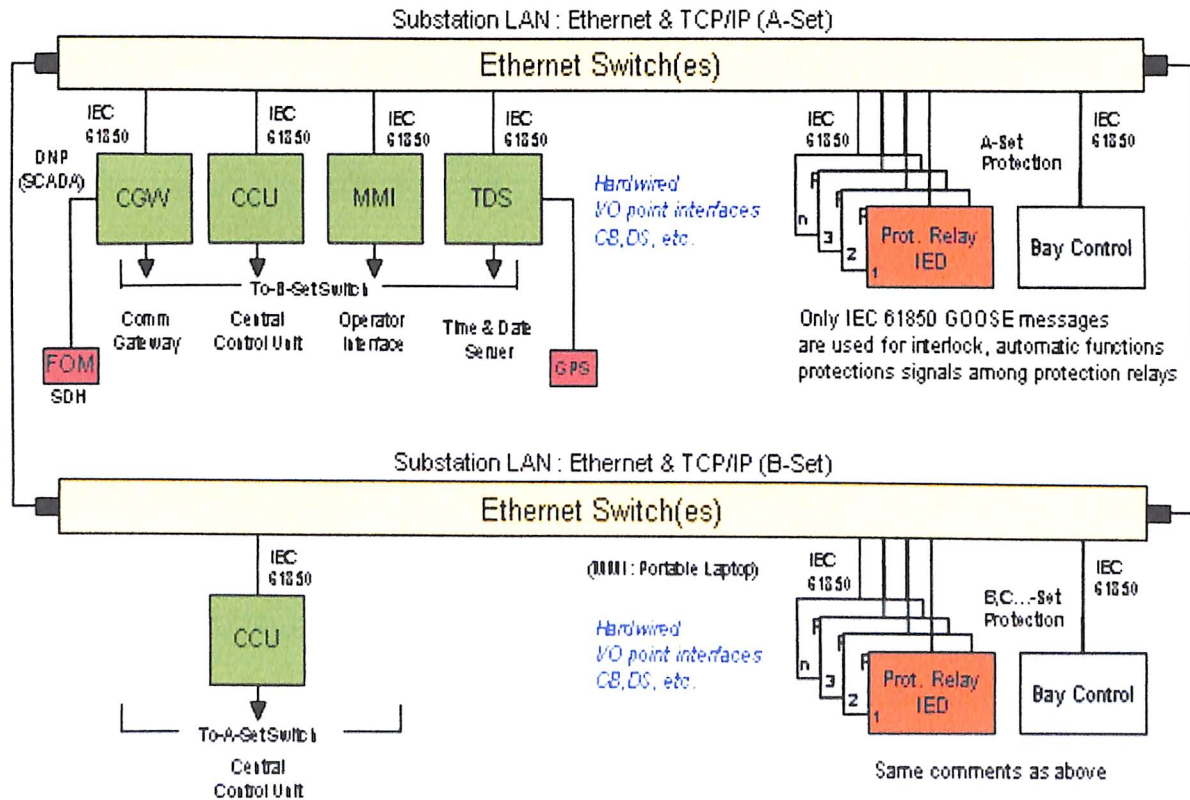 Substation LAN : Ethernet & TCP/IP (A-Set)
Ethernet Switch(es)
IEC
61850
IEC
61850
IEC
61850
IEC
61850
IEC
61850
IEC
61850
DNP
(SCADA)
CGW
CCU
MMI
TDS
Hardwired
I/O point interfaces
CB,DS, etc.
A-Set
Protection
n
3
2
1
Prot. Relay
IED
Bay Control
To-B-Set Switch
Comm
Gateway
Central
Control Unit
Operator
Interface
Time & Date
Server
FOM
SDH
GPS
Only IEC 61850 GOOSE messages
are used for interlock, automatic functions
protections signals among protection relays
Substation LAN : Ethernet & TCP/IP (B-Set)
Ethernet Switch(es)
IEC
61850
(MMI : Portable Laptop)
IEC
61850
IEC
61850
CCU
Hardwired
I/O point interfaces
CB,DS, etc.
B,C...-Set
Protection
n
3
2
1
Prot. Relay
IED
Bay Control
To-A-Set Switch
Central
Control Unit
Same comments as above